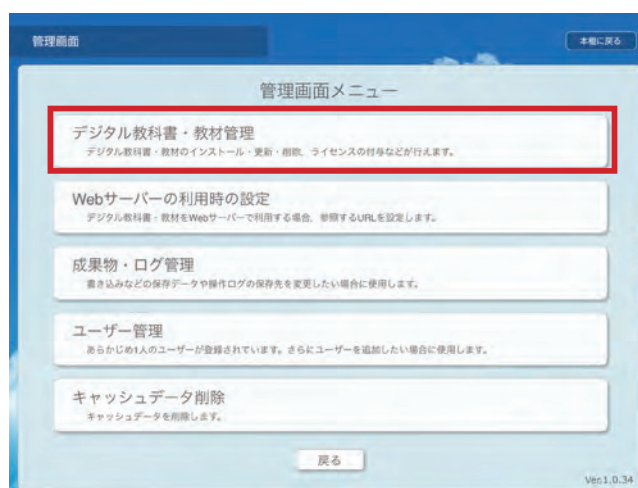 管理画面
本棚に戻る
管理画面メニュー
デジタル教科書・教材管理
デジタル教科書・教材のインストール・更新・削除、ライセンスの付与などが行えます。
Webサーバーの利用時の設定
デジタル教科書・教材をWebサーバーで利用する場合、参照するURLを設定します。
成果物・ログ管理
書き込みなどの保存データや操作ログの保存先を変更したい場合に使用します。
ユーザー管理
あらかじめ1人のユーザーが登録されています。さらにユーザーを追加したい場合に使用します。
キャッシュデータ削除
キャッシュデータを削除します。
戻る
Ver.1.0.34